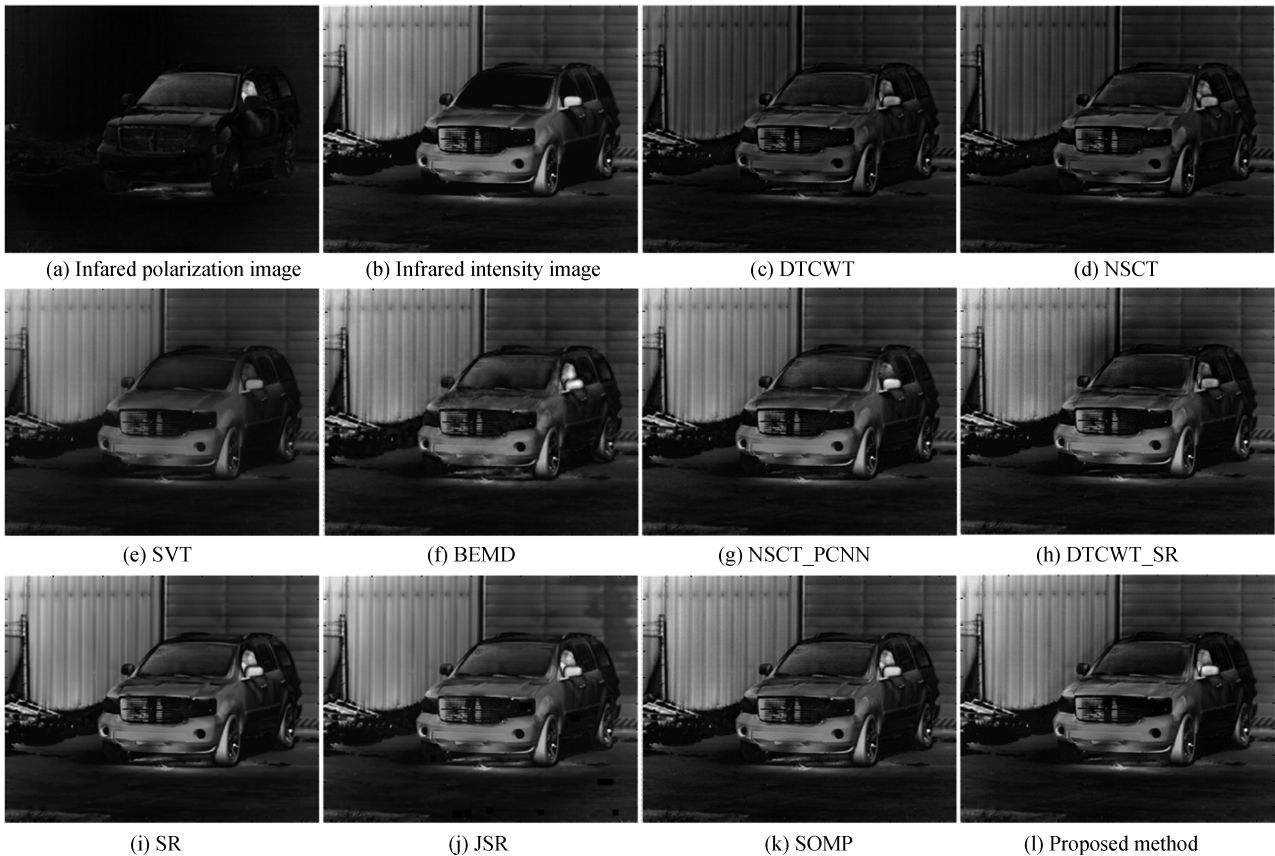 (a) Infared polarization image
(b) Infrared intensity image
(c) DTCWT
(d) NSCT
(e) SVT
(f) BEMD
(g) NSCT_PCNN
(h) DTCWT_SR
(i) SR
(j) JSR
(k) SOMP
(l) Proposed method